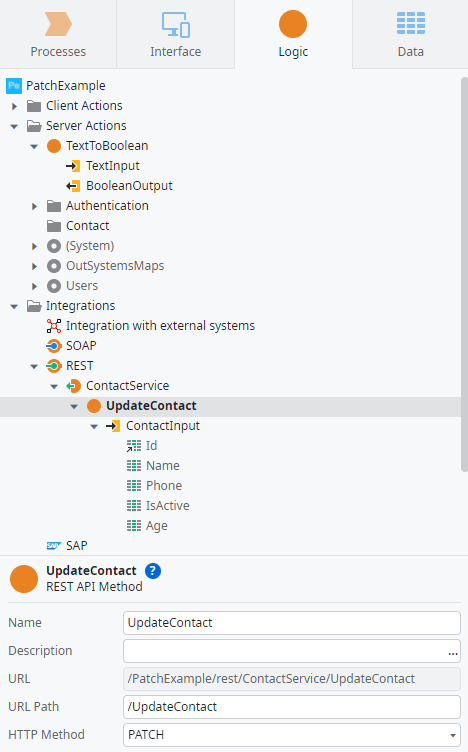 Processes Interface Logic Data
Pe PatchExample
Client Actions
Server Actions
TextToBoolean
TextInput
BooleanOutput
Authentication
Contact
(System)
OutSystemsMaps
Users
Integrations
Integration with external systems
SOAP
REST
ContactService
UpdateContact
ContactInput
Id
Name
Phone
IsActive
Age
SAP SAP
UpdateContact ?
REST API Method
Name UpdateContact
Description ...
URL /PatchExample/rest/ContactService/UpdateContact
URL Path /UpdateContact
HTTP Method PATCH